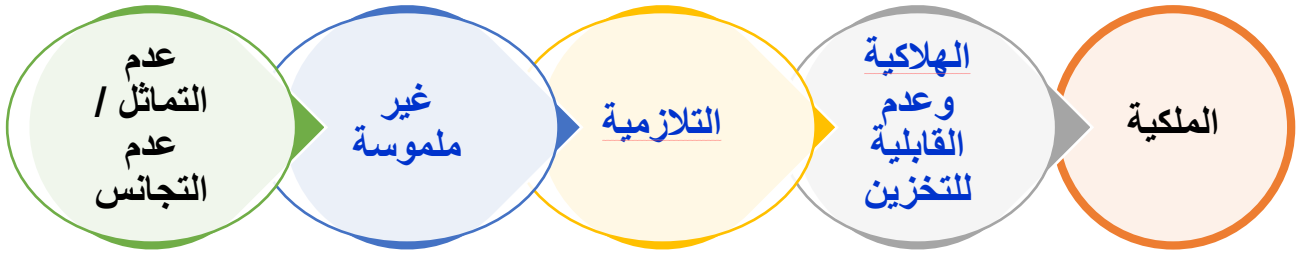 عدم
التماثل /
عدم
التجانس
غير
ملموسة
التلازمية
الهلاكية
وعدم
القابلية
للتخزين
الملكية